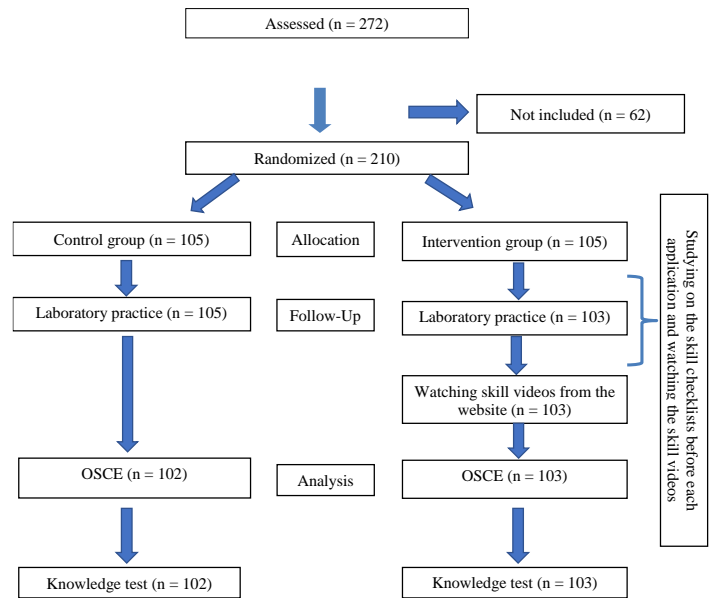 Assessed (n = 272)
Not included (n = 62)
Randomized (n = 210)
Control group (n = 105)
Allocation
Intervention group (n = 105)
Laboratory practice (n = 105)
Follow-Up
Laboratory practice (n = 103)
Watching skill videos from the
website (n = 103)
OSCE (n = 102)
Analysis
OSCE (n = 103)
Knowledge test (n = 102)
Knowledge test (n = 103)
Studying on the skill checklists before each
application and watching the skill videos